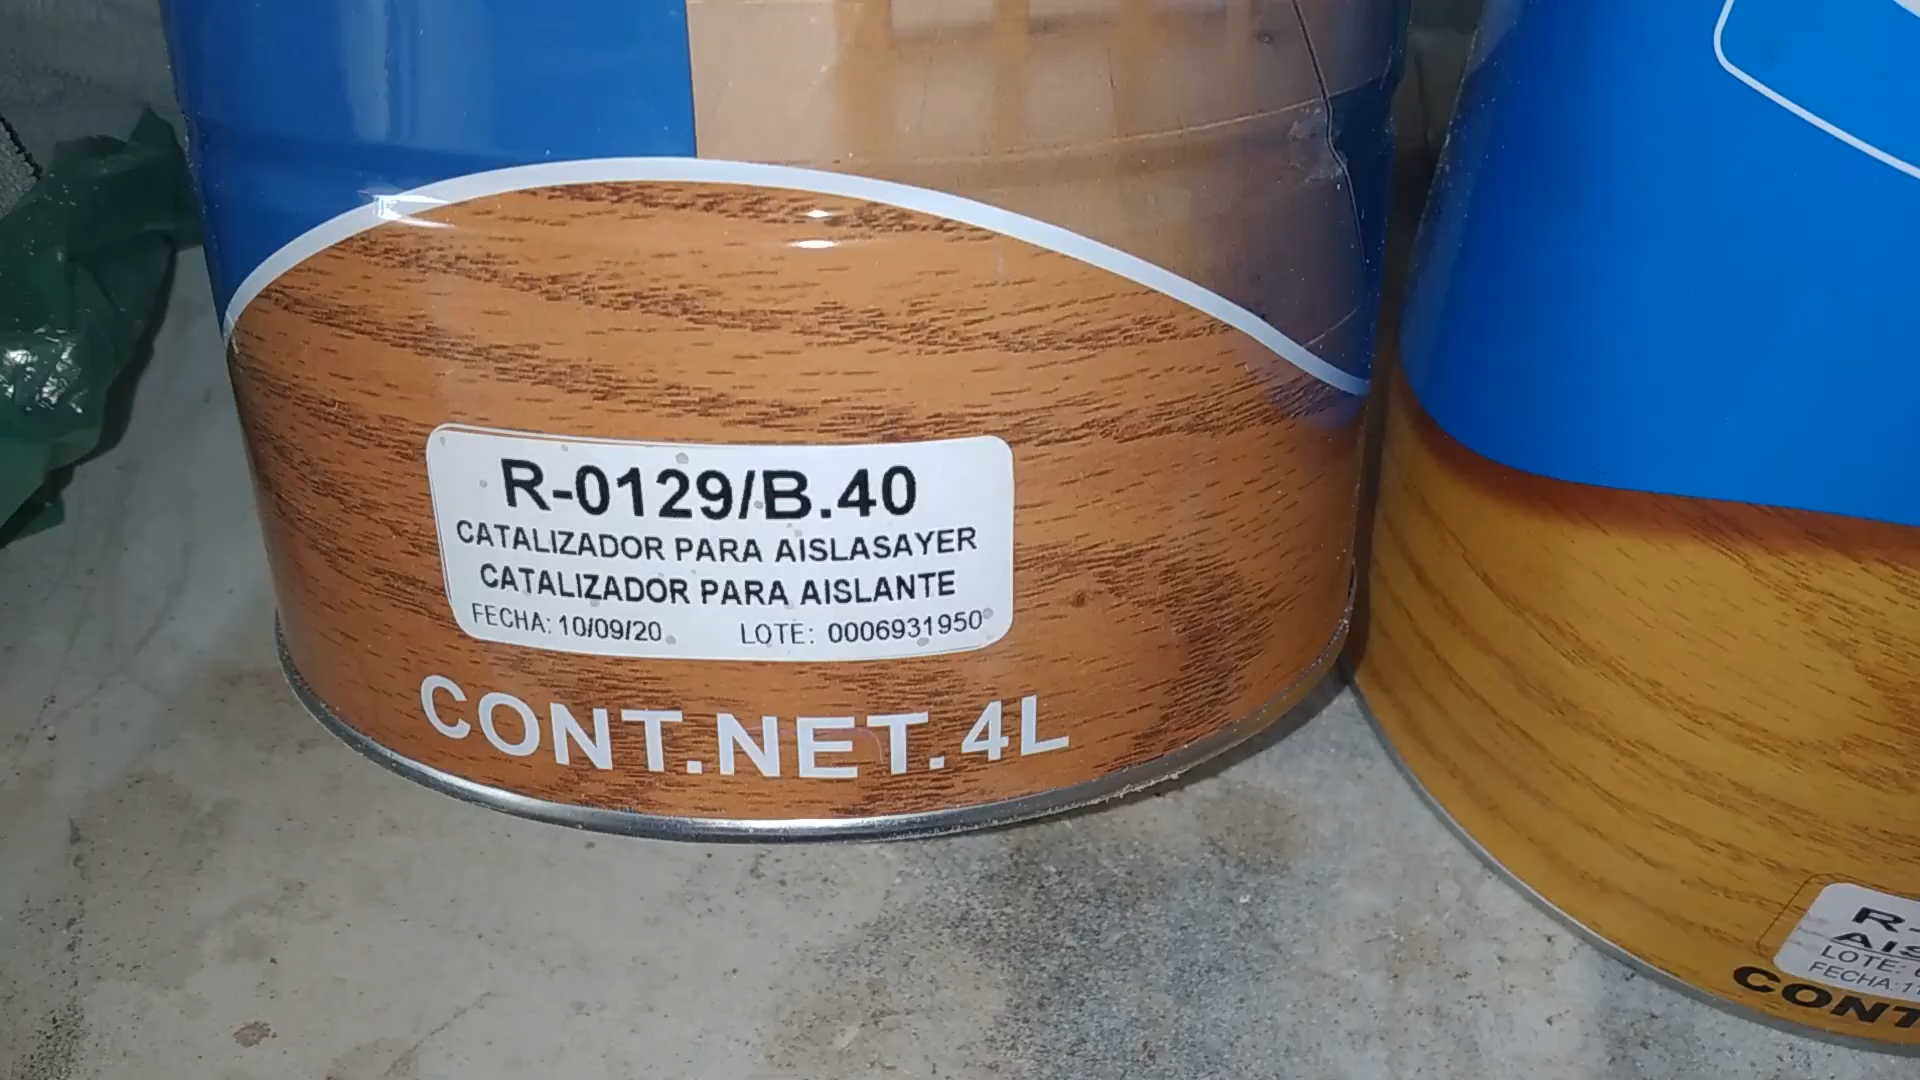 R-0129/B.40
CATALIZADOR PARA AISLASAYER
CATALIZADOR PARA AISLANTE
FECHA: 10/09/20 LOTE: 0006931950
CONT.NET. 4L
LOTE:
FECHA:
CONT